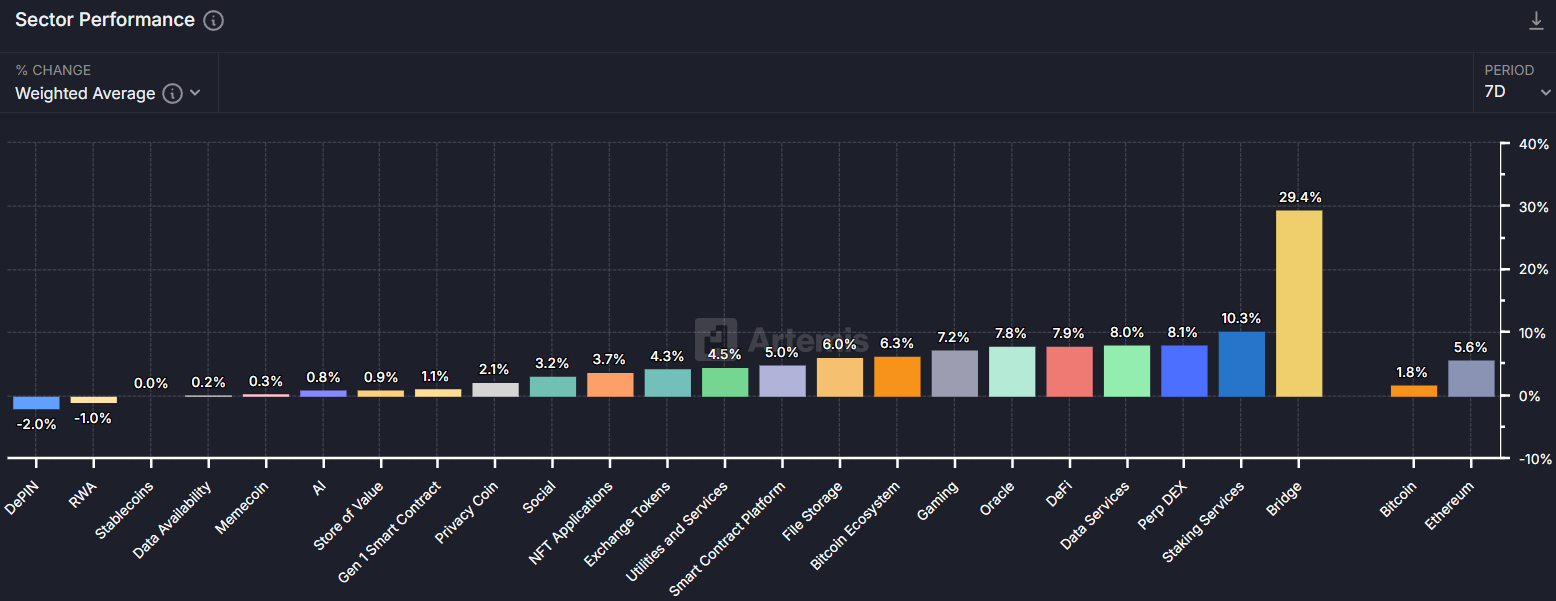 Sector Performance
% CHANGE
Weighted Average
PERIOD
7D
Artemis
40%
30%
20%
10%
0%
-10%
-2.0%
-1.0%
0.0%
0.2%
0.3%
0.8%
0.9%
1.1%
2.1%
3.2%
3.7%
4.3%
4.5%
5.0%
6.0%
6.3%
7.2%
7.8%
7.9%
8.0%
8.1%
10.3%
29.4%
1.8%
5.6%
DePIN
RWA
Stablecoins
Data Availability
Memecoin
AI
Store of Value
Gen 1 Smart Contract
Privacy Coin
Social
NFT Applications
Exchange Tokens
Utilities and Services
Smart Contract Platform
File Storage
Bitcoin Ecosystem
Gaming
Oracle
DeFi
Data Services
Perp DEX
Staking Services
Bridge
Bitcoin
Ethereum